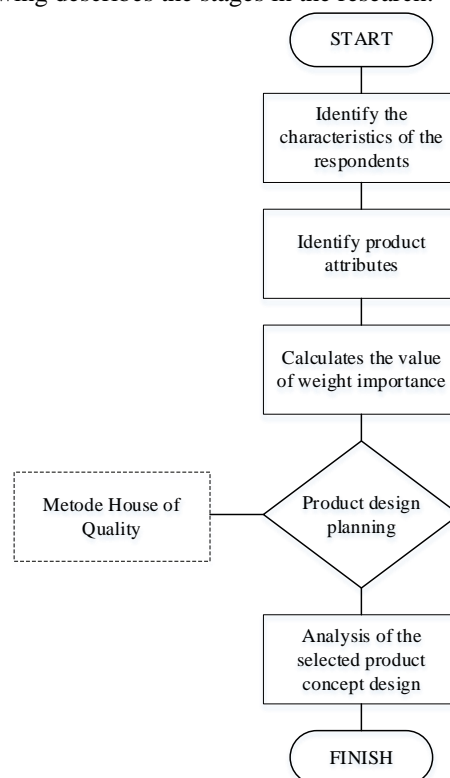 wing describes the stages in the research.
START
Identify the
characteristics of the
respondents
Identify product
attributes
Calculates the value
of weight importance
Metode House of
Quality
Product design
planning
Analysis of the
selected product
concept design
FINISH